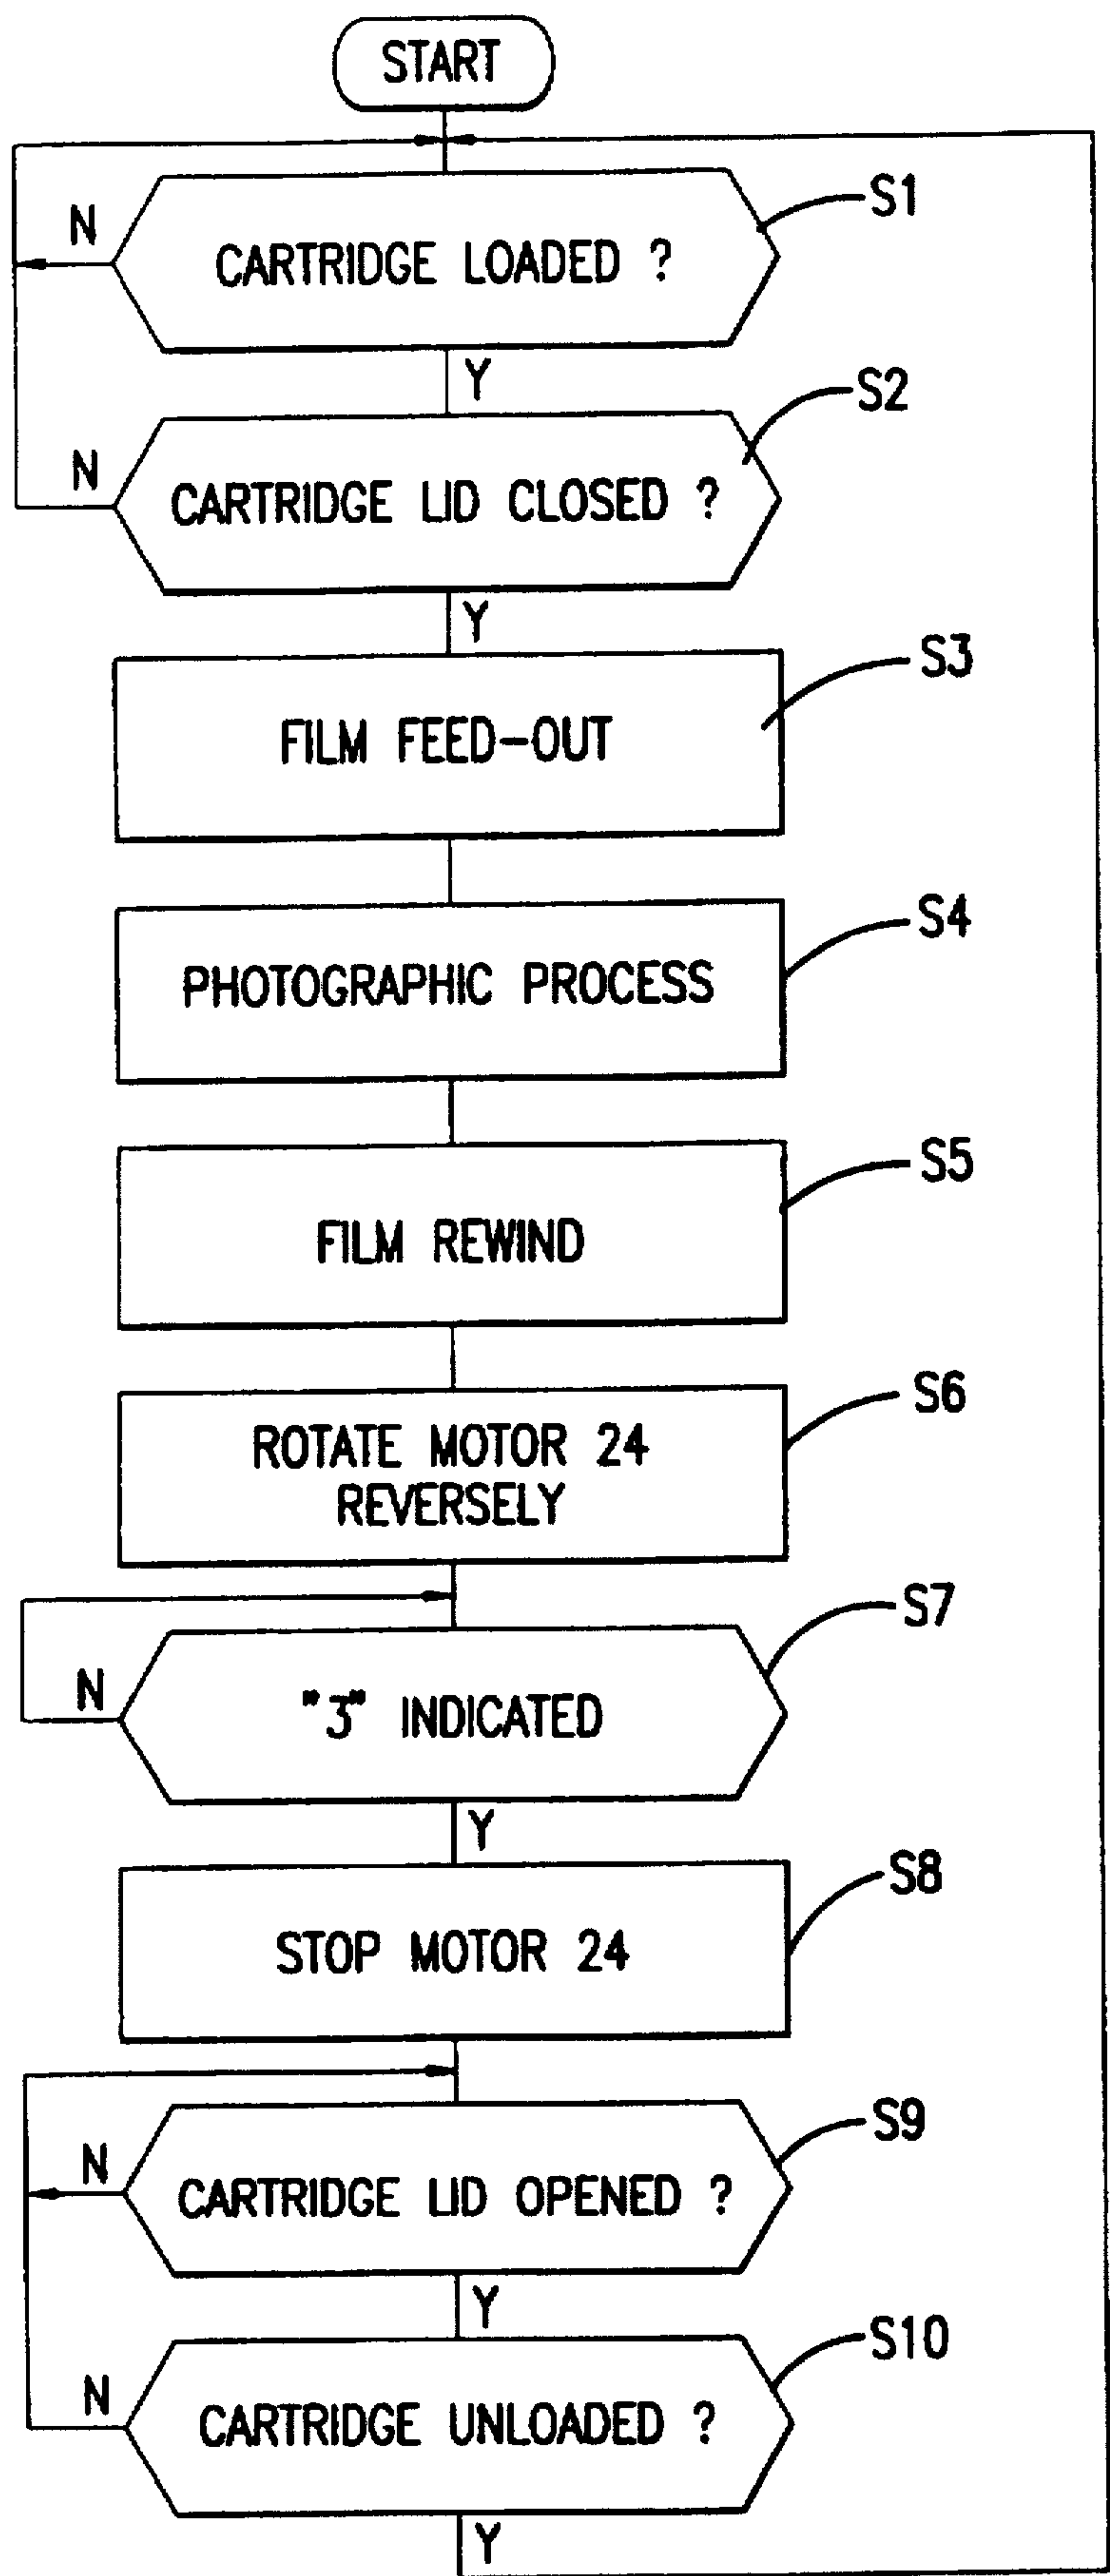 START
S1
N
CARTRIDGE LOADED ?
Y
S2
N
CARTRIDGE LID CLOSED ?
Y
S3
FILM FEED-OUT
S4
PHOTOGRAPHIC PROCESS
S5
FILM REWIND
S6
ROTATE MOTOR 24
REVERSELY
S7
N
"3" INDICATED
Y
S8
STOP MOTOR 24
S9
N
CARTRIDGE LID OPENED ?
Y
S10
N
CARTRIDGE UNLOADED ?
Y